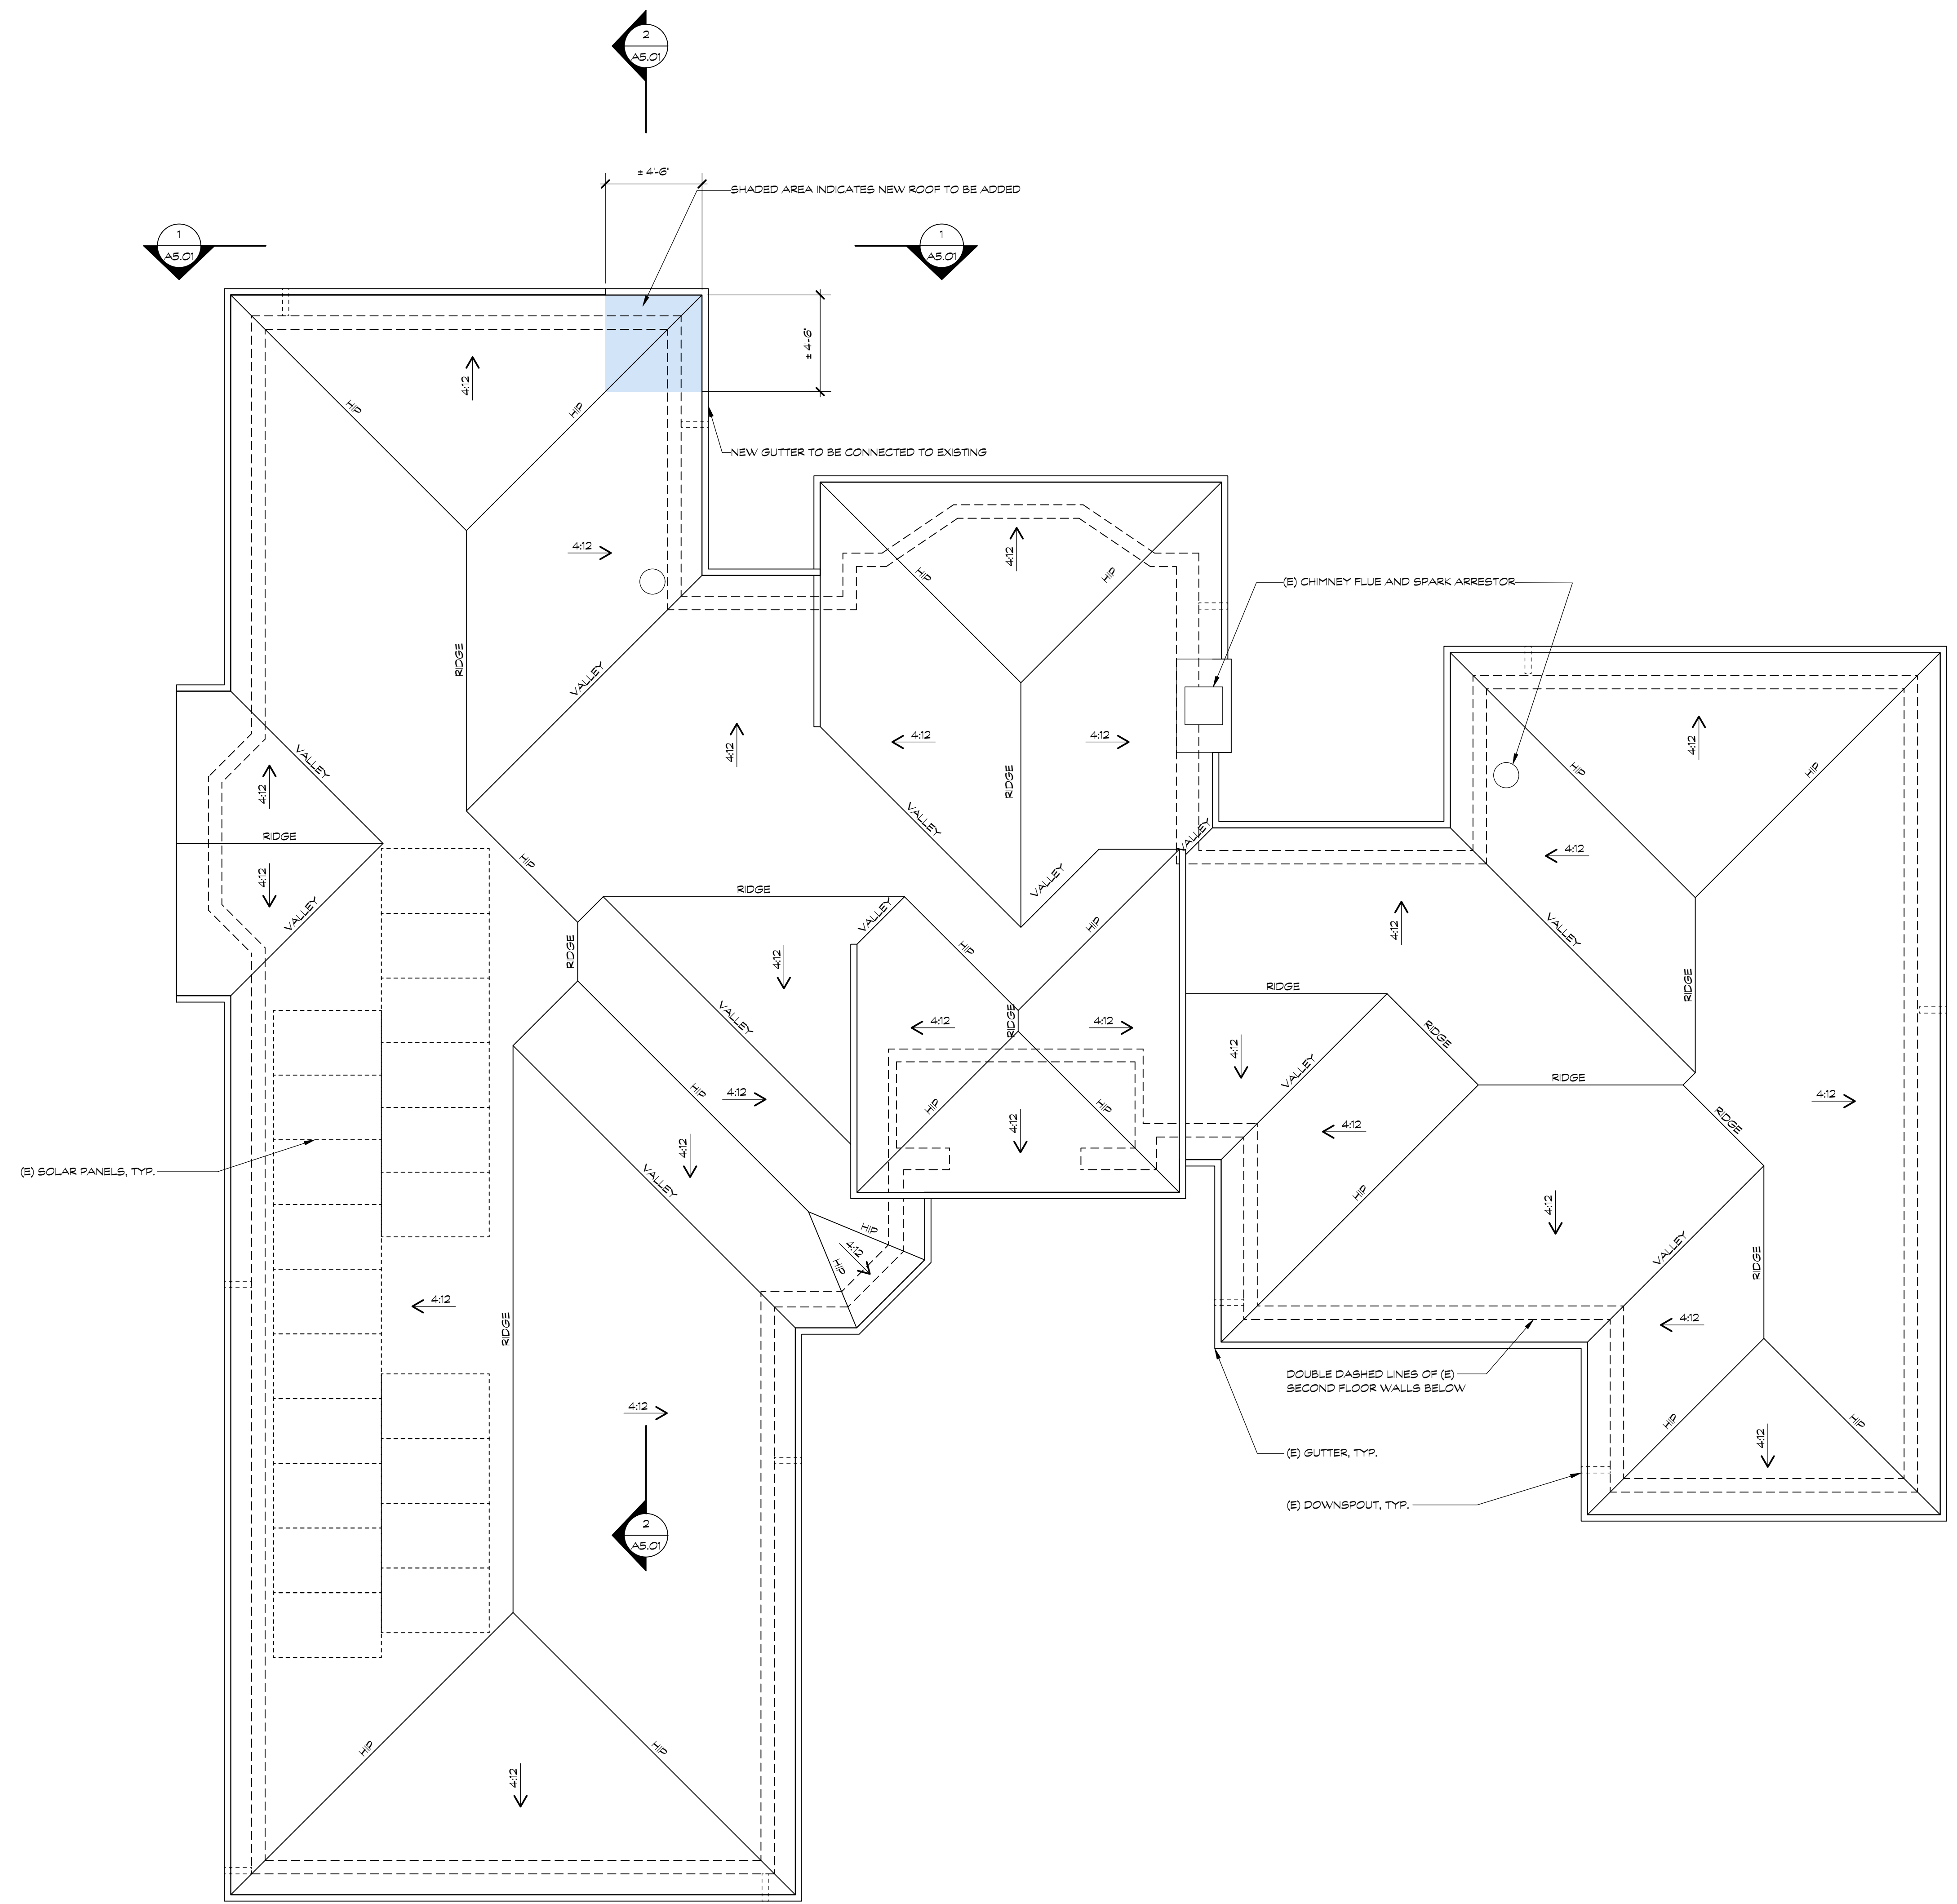 2
A5.01
± 4'-6"
SHADED AREA INDICATES NEW ROOF TO BE ADDED
1
A5.01
1
A5.01
± 4'-6"
4:12
HIP
HIP
NEW GUTTER TO BE CONNECTED TO EXISTING
4:12
4:12
HIP
HIP
(E) CHIMNEY FLUE AND SPARK ARRESTOR
RIDGE
VALLEY
4:12
4:12
4:12
RIDGE
VALLEY
VALLEY
4:12
HIP
HIP
VALLEY
4:12
RIDGE
4:12
VALLEY
HIP
4:12
VALLEY
RIDGE
VALLEY
HIP
HIP
4:12
VALLEY
RIDGE
4:12
RIDGE
4:12
4:12
RIDGE
VALLEY
RIDGE
RIDGE
4:12
VALLEY
RIDGE
RIDGE
4:12
HIP
4:12
4:12
HIP
HIP
4:12
4:12
RIDGE
4:12
(E) SOLAR PANELS, TYP.
VALLEY
HIP
4:12
HIP
4:12
HIP
VALLEY
RIDGE
4:12
RIDGE
4:12
4:12
DOUBLE DASHED LINES OF (E)
SECOND FLOOR WALLS BELOW
4:12
HIP
HIP
4:12
(E) GUTTER, TYP.
(E) DOWNSPOUT, TYP.
2
A5.01
HIP
HIP
4:12